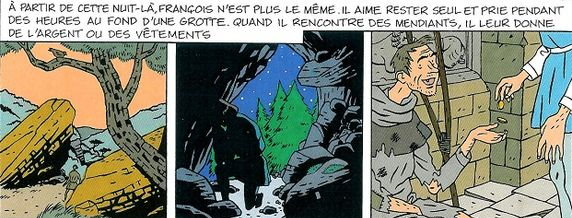 À PARTIR DE CETTE NUIT-LÀ, FRANÇOIS N'EST PLUS LE MÊME. IL AIME RESTER SEUL ET PRIE PENDANT
DES HEURES AU FOND D'UNE GROTTE. QUAND IL RENCONTRE DES MENDIANTS, IL LEUR DONNE
DE L'ARGENT OU DES VÊTEMENTS